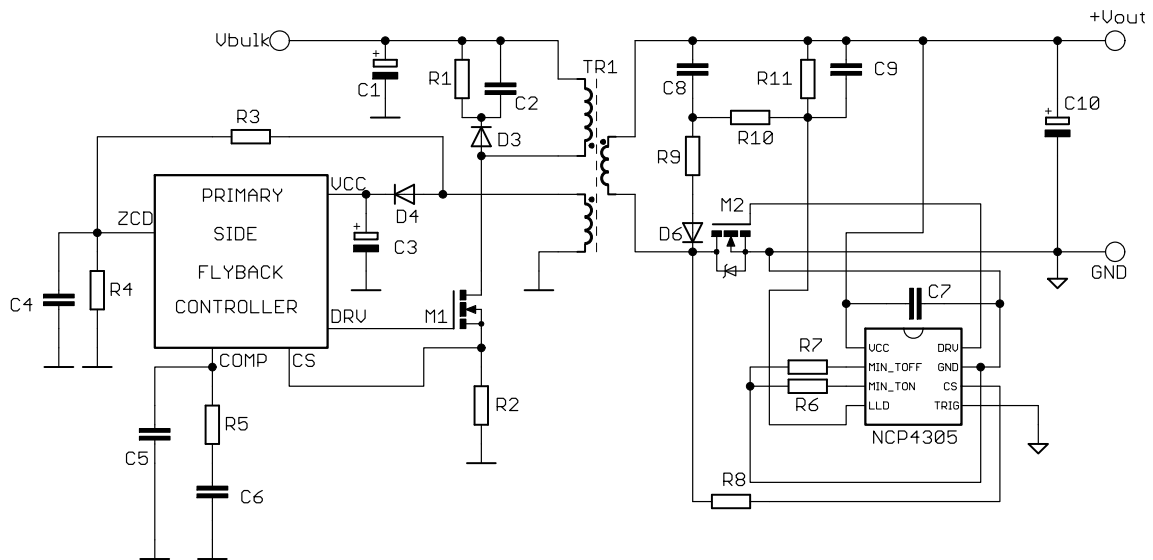 +Vout
Vbulk
C1
R1
C2
TR1
C8
R11
C9
C10
R3
D3
R10
R9
PRIMARY
SIDE
FLYBACK
CONTROLLER
VCC
ZCD
D4
C3
M2
D6
GND
C4
R4
DRV
M1
C7
COMP
CS
R7
R6
VCC
MIN_TOFF
MIN_TON
LLD
DRV
GND
CS
TRIG
NCP4305
R2
R5
C5
C6
R8